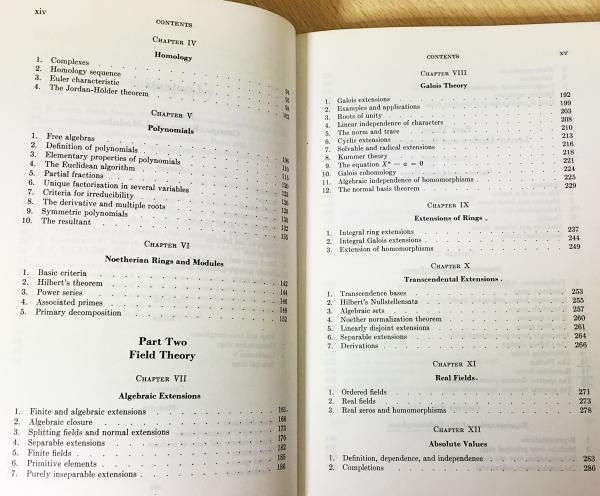 xiv
CONTENTS
CHAPTER IV
Homology
1. Complexes
2. Homology sequence
3. Euler characteristic
4. The Jordan-Hölder theorem
CHAPTER V
Polynomials
1. Free algebras
2. Definition of polynomials
3. Elementary properties of polynomials
4. The Euclidean algorithm
5. Partial fractions
6. Unique factorization in several variables
7. Criteria for irreducibility
8. The derivative and multiple roots
9. Symmetric polynomials
10. The resultant
CHAPTER VI
Noetherian Rings and Modules
1. Basic criteria 142
2. Hilbert's theorem 144
3. Power series 146
4. Associated primes 148
5. Primary decomposition 152
Part Two
Field Theory
CHAPTER VII
Algebraic Extensions
1. Finite and algebraic extensions 161
2. Algebraic closure 166
3. Splitting fields and normal extensions 173
4. Separable extensions 176
5. Finite fields 182
6. Primitive elements 185
7. Purely inseparable extensions 186
CONTENTS xv
CHAPTER VIII
Galois Theory
1. Galois extensions 192
2. Examples and applications 199
3. Roots of unity 203
4. Linear independence of characters 208
5. The norm and trace 210
6. Cyclic extensions 213
7. Solvable and radical extensions 216
8. Kummer theory 218
9. The equation Xⁿ − a = 0 221
10. Galois cohomology 224
11. Algebraic independence of homomorphisms 225
12. The normal basis theorem 229
CHAPTER IX
Extensions of Rings
1. Integral ring extensions 237
2. Integral Galois extensions 244
3. Extension of homomorphisms 249
CHAPTER X
Transcendental Extensions
1. Transcendence bases 253
2. Hilbert's Nullstellensatz 255
3. Algebraic sets 257
4. Noether normalization theorem 260
5. Linearly disjoint extensions 261
6. Separable extensions 264
7. Derivations 266
CHAPTER XI
Real Fields
1. Ordered fields 271
2. Real fields 273
3. Real zeros and homomorphisms 278
CHAPTER XII
Absolute Values
1. Definition, dependence, and independence 283
2. Completions 286